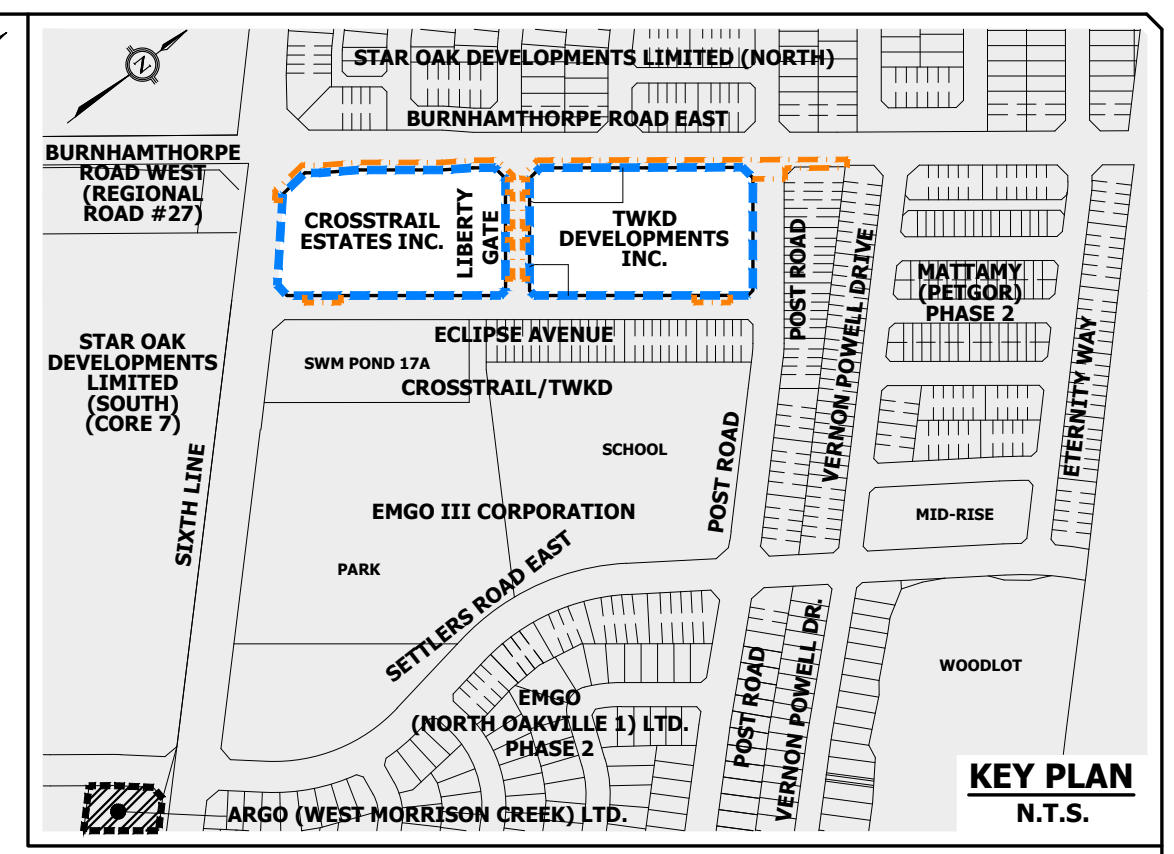 STAR OAK DEVELOPMENTS LIMITED (NORTH)
N
BURNHAMTHORPE ROAD EAST
BURNHAMTHORPE
ROAD WEST
(REGIONAL
ROAD #27)
CROSSTRAIL
ESTATES INC.
LIBERTY
GATE
TWKD
DEVELOPMENTS
INC.
POST ROAD
VERNON POWELL DRIVE
MATTAMY
(PETGOR)
PHASE 2
ETERNITY WAY
STAR OAK
DEVELOPMENTS
LIMITED
(SOUTH)
(CORE 7)
ECLIPSE AVENUE
SWM POND 17A
CROSSTRAIL/TWKD
SCHOOL
POST ROAD
SIXTH LINE
EMGO III CORPORATION
MID-RISE
PARK
SETTLERS ROAD EAST
WOODLOT
EMGO
(NORTH OAKVILLE 1) LTD.
PHASE 2
POST ROAD
VERNON POWELL DR.
ARGO (WEST MORRISON CREEK) LTD.
KEY PLAN
N.T.S.